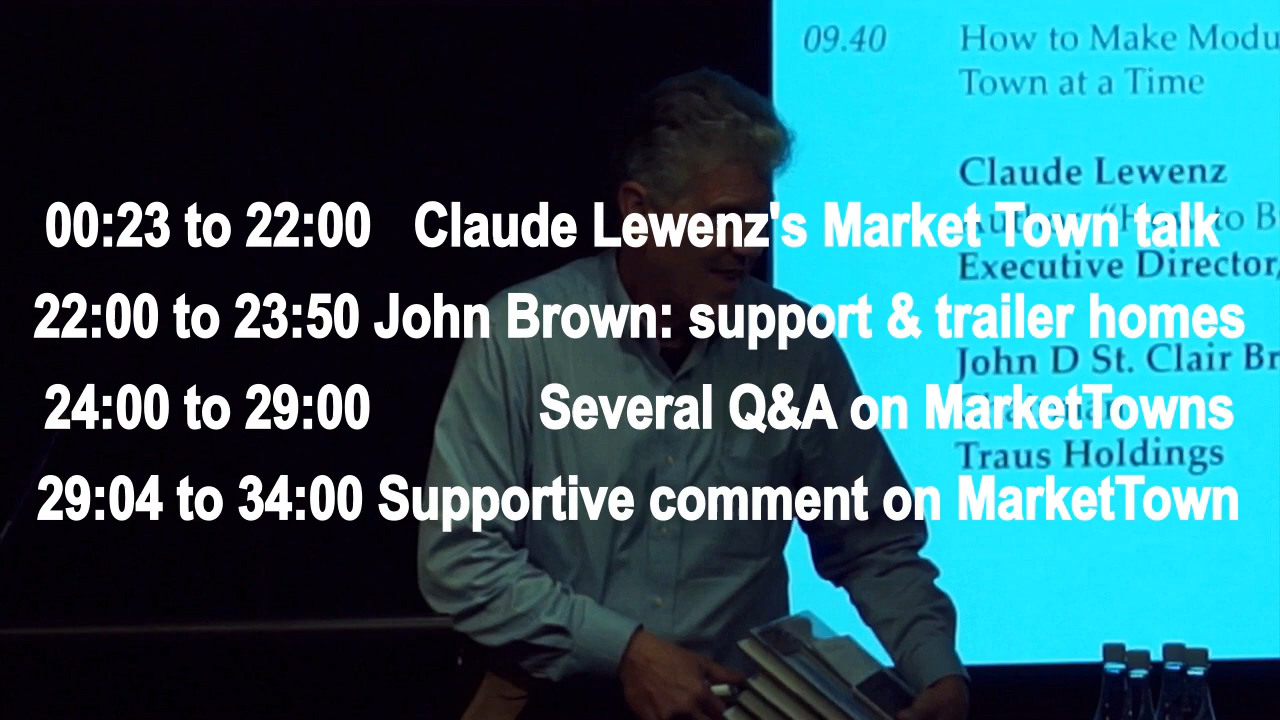 09.40 How to Make Modu
Town at a Time
Claude Lewenz
00:23 to 22:00 Claude Lewenz's Market Town talk
to B
Executive Director,
22:00 to 23:50 John Brown: support & trailer homes
John D St. Clair Br
24:00 to 29:00 Several Q&A on MarketTowns
Traus Holdings
29:04 to 34:00 Supportive comment on MarketTown